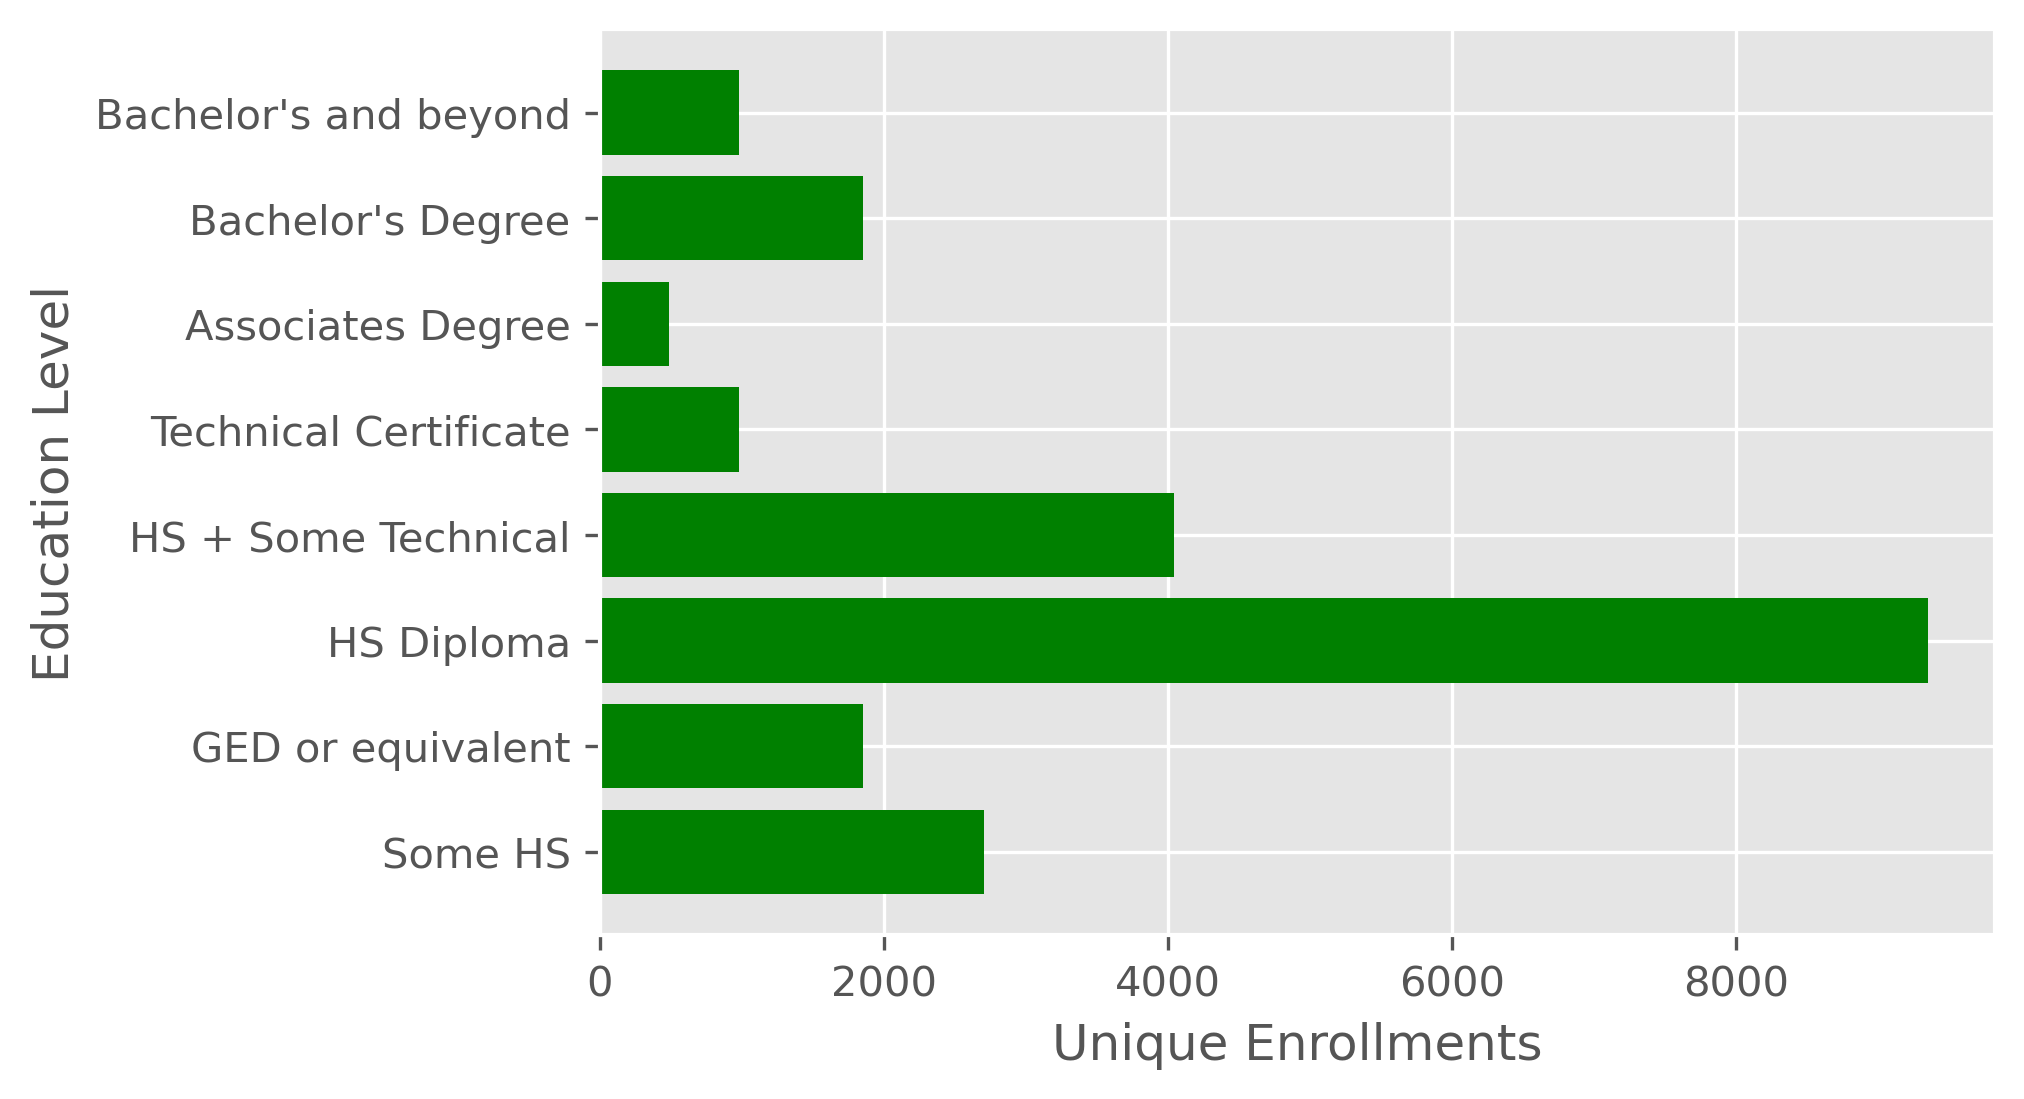 Education Level
Bachelor's and beyond
Bachelor's Degree
Associates Degree
Technical Certificate
HS + Some Technical
HS Diploma
GED or equivalent
Some HS
0 2000 4000 6000 8000
Unique Enrollments